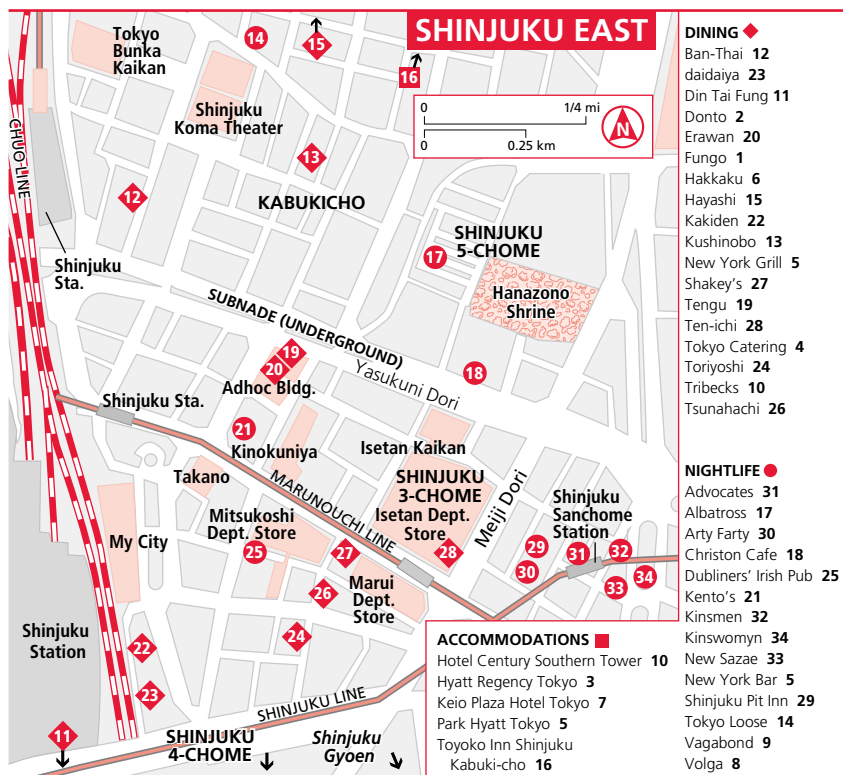 SHINJUKU EAST
Tokyo
Bunka
Kaikan
14
15
16
0
1/4 mi
0
0.25 km
N
Shinjuku
Koma Theater
CHUO LINE
13
12
KABUKICHO
SHINJUKU
5-CHOME
17
Shinjuku
Sta.
Hanazono
Shrine
SUBNADE (UNDERGROUND)
19
20
Adhoc Bldg.
Yasukuni Dori
18
Shinjuku Sta.
21
Kinokuniya
Isetan Kaikan
Takano
MARUNOUCHI LINE
SHINJUKU
3-CHOME
Isetan Dept.
Store
Meiji Dori
Shinjuku
Sanchome
Station
Mitsukoshi
Dept. Store
My City
25
27
28
29
30
31
32
33
34
26
Marui
Dept.
Store
24
Shinjuku
Station
22
23
11
SHINJUKU LINE
SHINJUKU
4-CHOME
Shinjuku
Gyoen
ACCOMMODATIONS
Hotel Century Southern Tower 10
Hyatt Regency Tokyo 3
Keio Plaza Hotel Tokyo 7
Park Hyatt Tokyo 5
Toyoko Inn Shinjuku
Kabuki-cho 16
DINING
Ban-Thai 12
daidaiya 23
Din Tai Fung 11
Donto 2
Erawan 20
Fungo 1
Hakkaku 6
Hayashi 15
Kakiden 22
Kushinobo 13
New York Grill 5
Shakey's 27
Tengu 19
Ten-ichi 28
Tokyo Catering 4
Toriyoshi 24
Tribecks 10
Tsunahachi 26
NIGHTLIFE
Advocates 31
Albatross 17
Arty Farty 30
Christon Cafe 18
Dubliners' Irish Pub 25
Kento's 21
Kinsmen 32
Kinswomyn 34
New Sazae 33
New York Bar 5
Shinjuku Pit Inn 29
Tokyo Loose 14
Vagabond 9
Volga 8